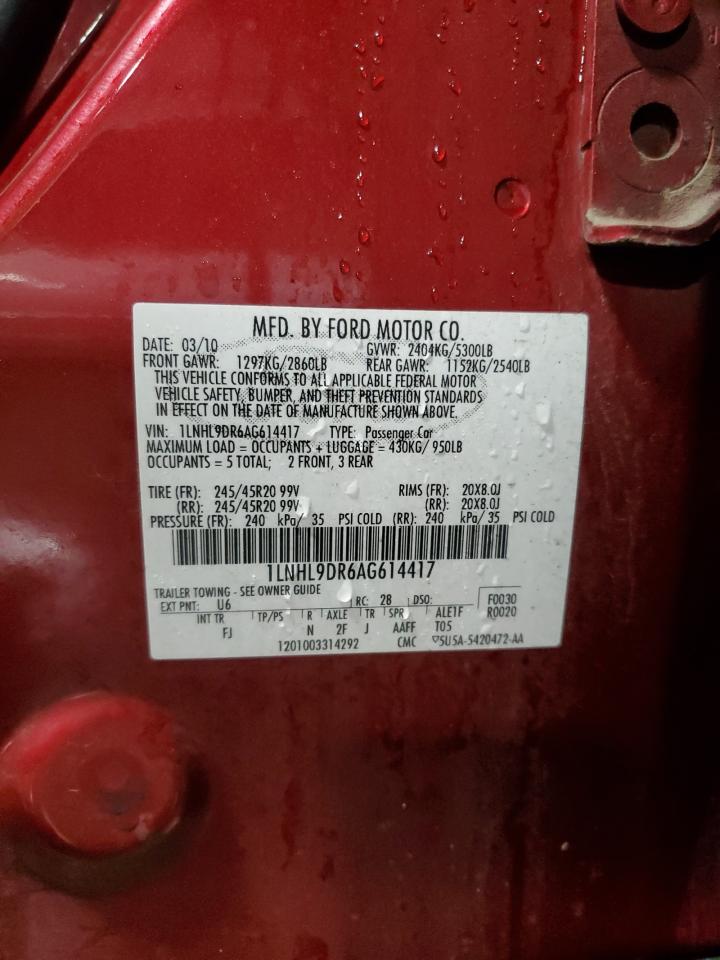 MFD. BY FORD MOTOR CO.
DATE: 03/10 GVWR: 2404KG/5300LB
FRONT GAWR: 1297KG/2860LB REAR GAWR: 1152KG/2540LB
THIS VEHICLE CONFORMS TO ALL APPLICABLE FEDERAL MOTOR
VEHICLE SAFETY, BUMPER, AND THEFT PREVENTION STANDARDS
IN EFFECT ON THE DATE OF MANUFACTURE SHOWN ABOVE.
VIN: 1LNHL9DR6AG614417 TYPE: Passenger Car
MAXIMUM LOAD = OCCUPANTS + LUGGAGE = 430KG/ 950LB
OCCUPANTS = 5 TOTAL; 2 FRONT, 3 REAR
TIRE (FR): 245/45R20 99V RIMS (FR): 20X8.0J
(RR): 245/45R20 99V (RR): 20X8.0J
PRESSURE (FR): 240 kPa/ 35 PSI COLD (RR): 240 kPa/ 35 PSI COLD
1LNHL9DR6AG614417
TRAILER TOWING - SEE OWNER GUIDE
EXT PNT: U6 RC: 28 DSO: F0030
INT TR TP/PS R AXLE TR SPR ALE1F R0020
FJ N 2F J AAFF T05
1201003314292 CMC ▽5U5A-5420472-AA